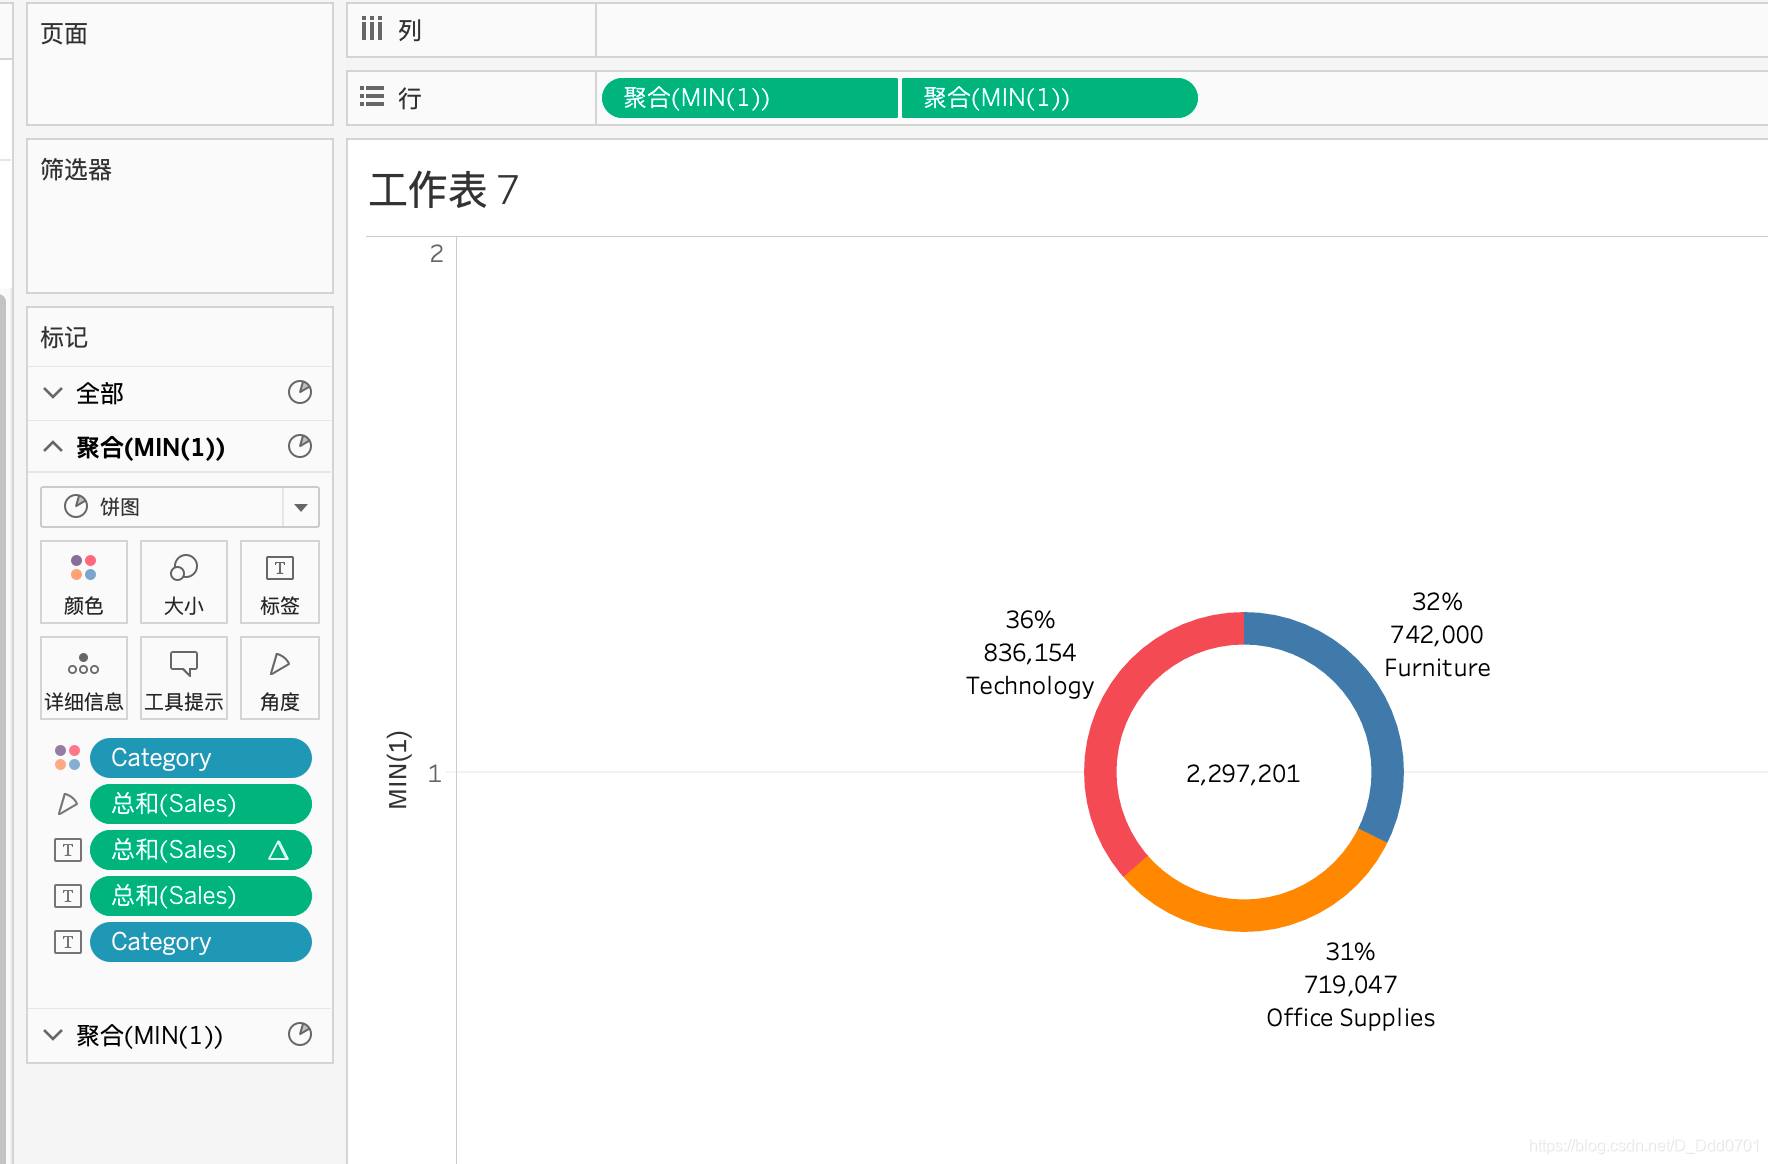 页面
列
行
聚合(MIN(1))
聚合(MIN(1))
筛选器
工作表 7
标记
全部
聚合(MIN(1))
饼图
颜色
大小
T
标签
详细信息
工具提示
角度
Category
总和(Sales)
T
总和(Sales)
T
总和(Sales)
T
Category
聚合(MIN(1))
2
MIN(1)
1
36%
836,154
Technology
32%
742,000
Furniture
2,297,201
31%
719,047
Office Supplies
https://blog.csdn.net/D_Ddd0701